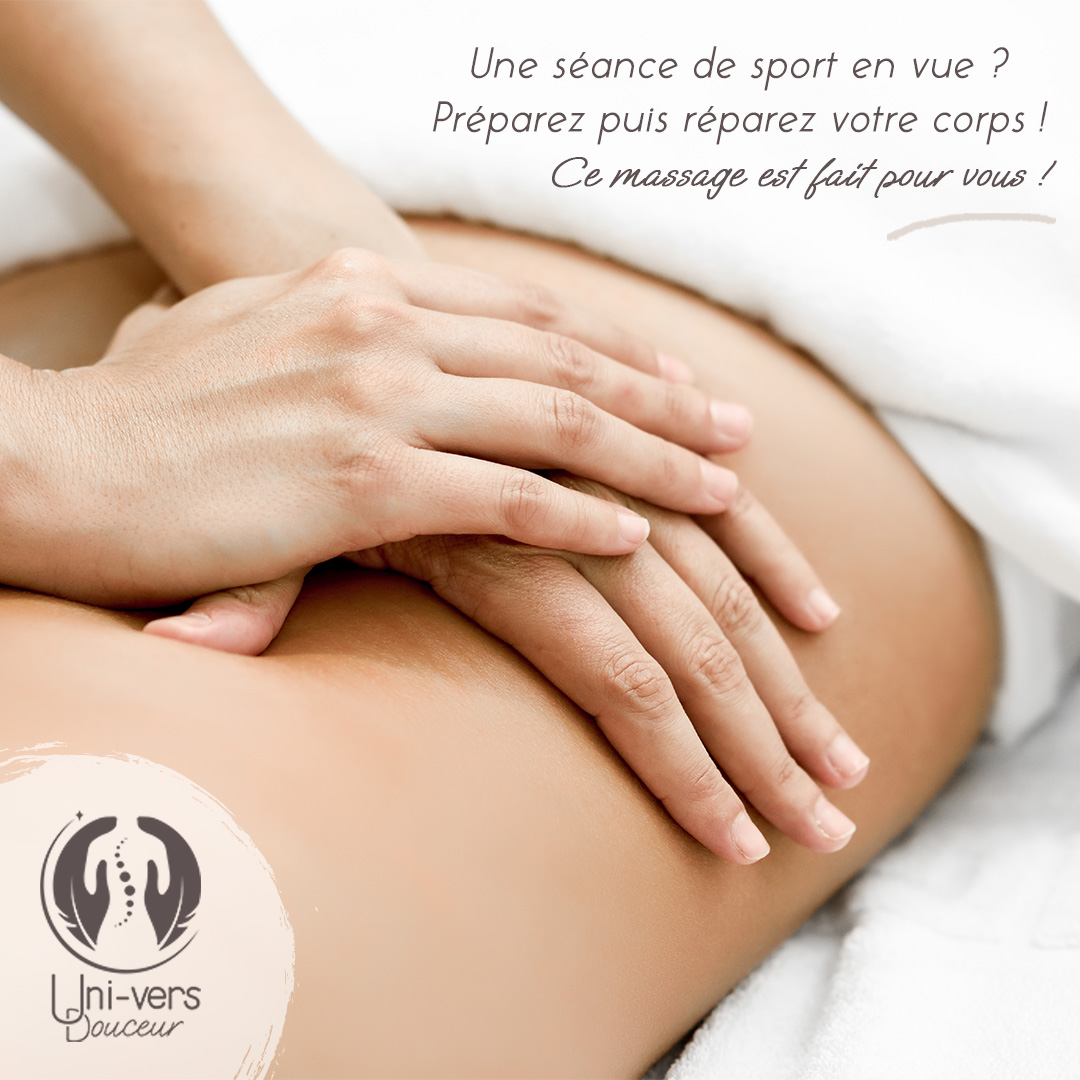 Une séance de sport en vue ?
Préparez puis réparez votre corps !
Ce massage est fait pour vous !
Uni-vers
Douceur